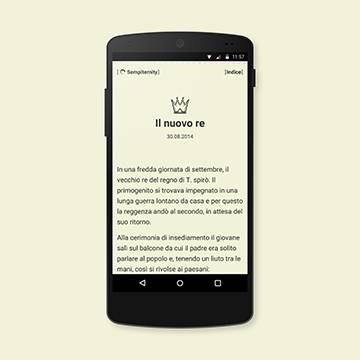 11:57
[ Sempiternity]
[Indice]
Il nuovo re
30.08.2014
In una fredda giornata di settembre, il
vecchio re del regno di T. spirò. Il
primogenito si trovava impegnato in una
lunga guerra lontano da casa e per questo
la reggenza andò al secondo, in attesa del
suo ritorno.
Alla cerimonia di insediamento il giovane
salì sul balcone da cui il padre era solito
parlare al popolo e, tenendo un liuto tra le
mani, così si rivolse ai paesani: